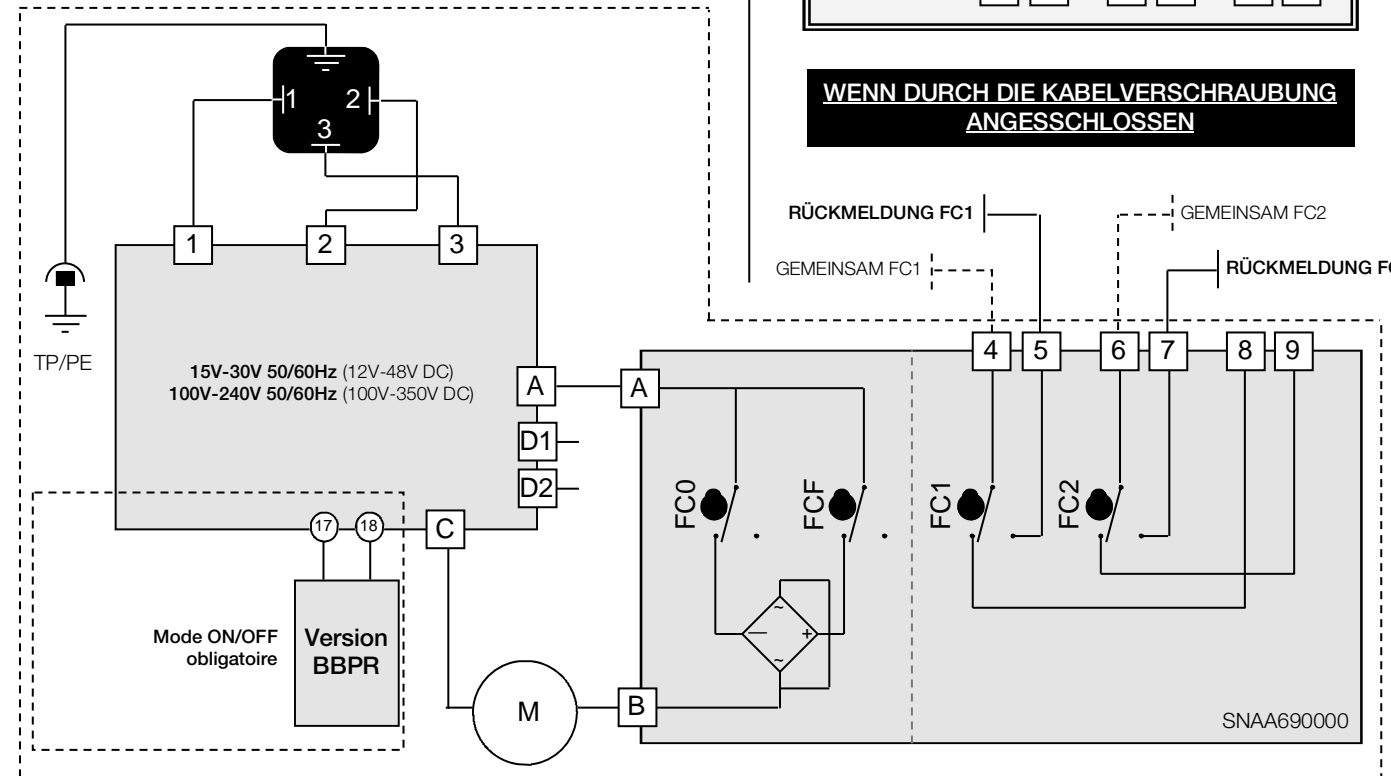 1 2
3
WENN DURCH DIE KABELVERSCHRAUBUNG
ANGESSCHLOSSEN
RÜCKMELDUNG FC1
GEMEINSAM FC2
GEMEINSAM FC1
RÜCKMELDUNG
1 2 3
TP/PE
15V-30V 50/60Hz (12V-48V DC)
100V-240V 50/60Hz (100V-350V DC)
A
D1
D2
C
17 18
Mode ON/OFF
obligatoire
Version
BBPR
M
A
B
4 5 6 7 8 9
FC0
FCF
FC1
FC2
~
— +
~
SNAA690000